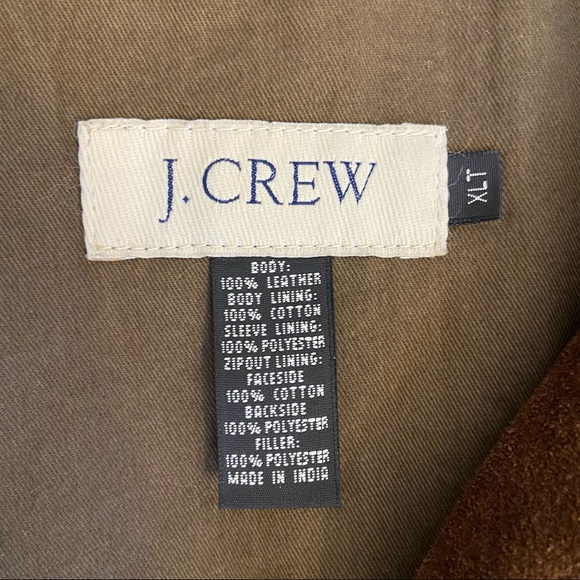 J. CREW
XLT
BODY:
100% LEATHER
BODY LINING:
100% COTTON
SLEEVE LINING:
100% POLYESTER
ZIPOUT LINING:
FACESIDE
100% COTTON
BACKSIDE
100% POLYESTER
FILLER:
100% POLYESTER
MADE IN INDIA